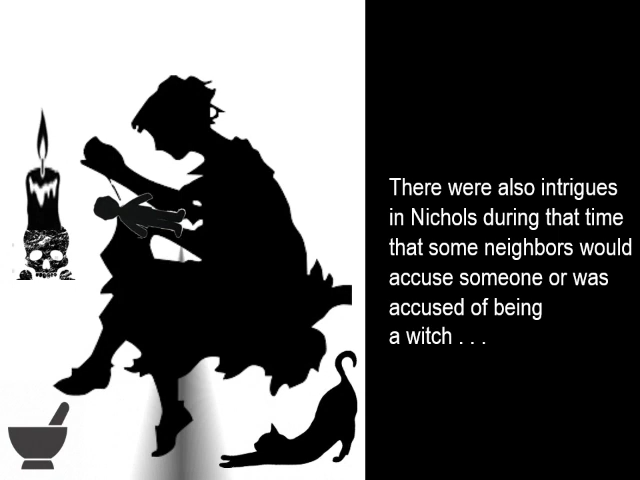 There were also intrigues
in Nichols during that time
that some neighbors would
accuse someone or was
accused of being
a witch . . .